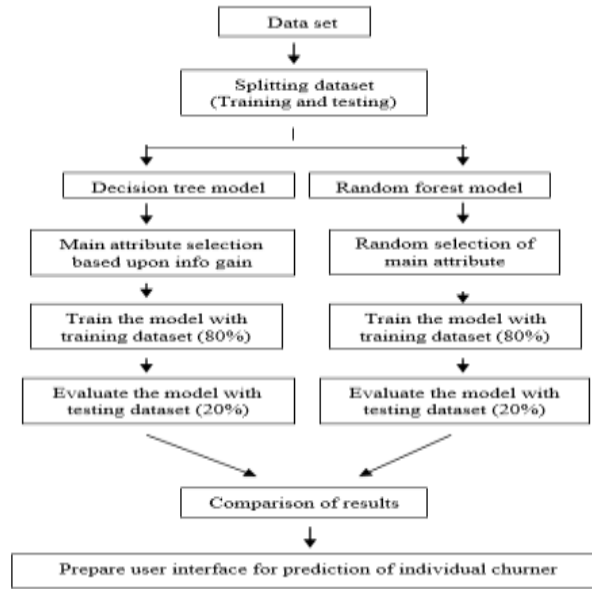 Data set
Splitting dataset
(Training and testing)
Decision tree model
Random forest model
Main attribute selection
based upon info gain
Random selection of
main attribute
Train the model with
training dataset (80%)
Train the model with
training dataset (80%)
Evaluate the model with
testing dataset (20%)
Evaluate the model with
testing dataset (20%)
Comparison of results
Prepare user interface for prediction of individual churner